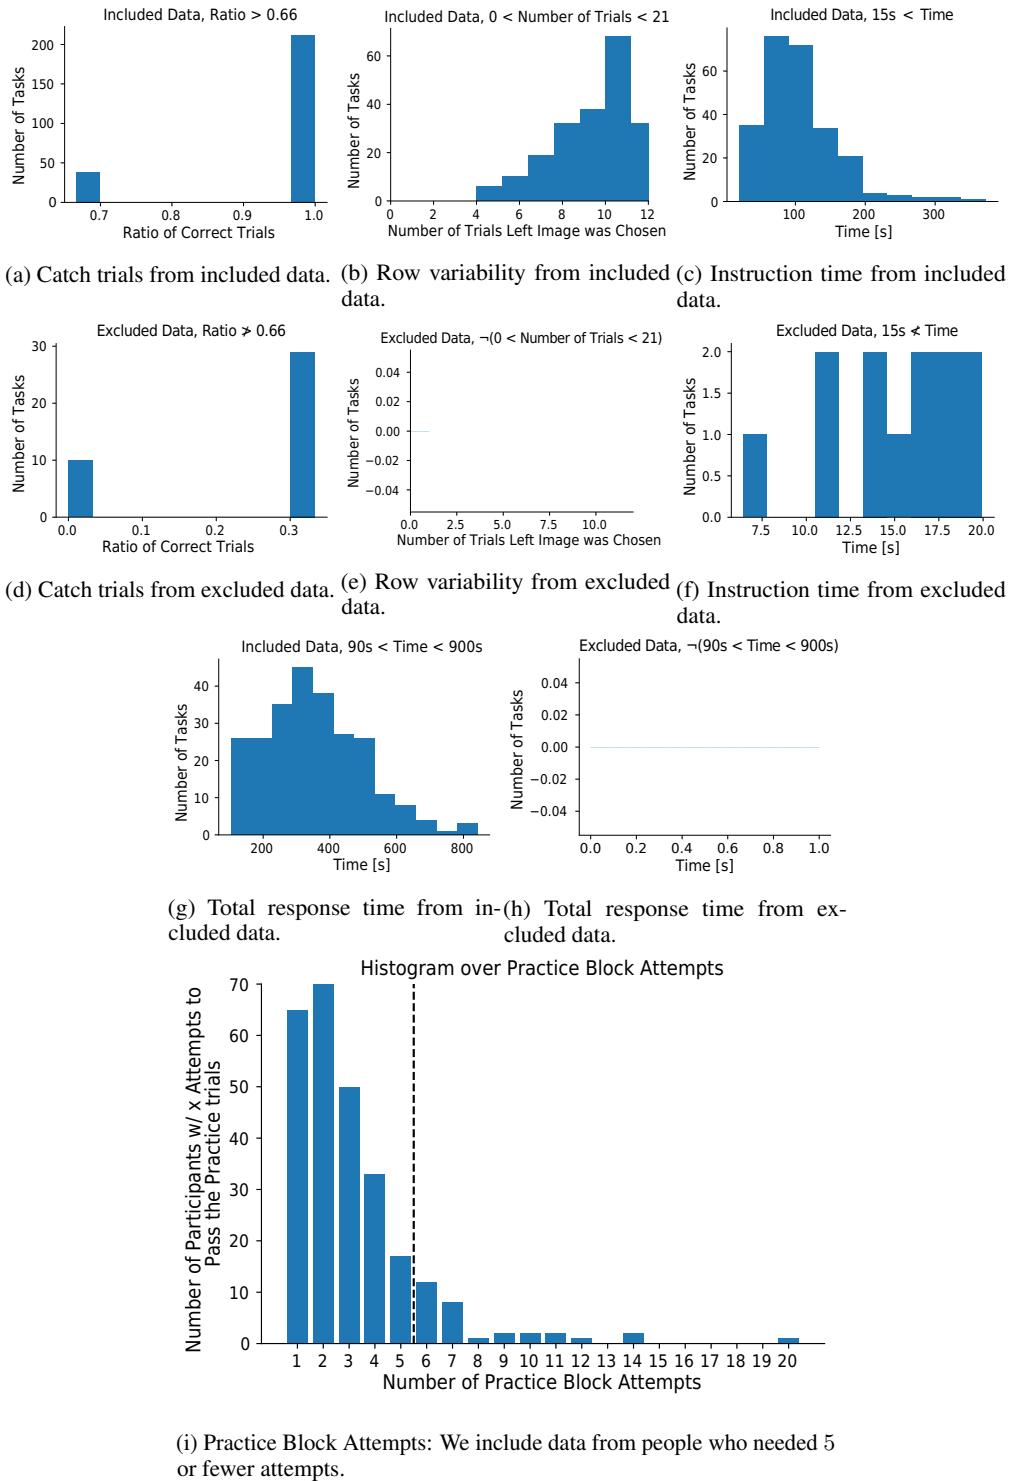 Included Data, Ratio > 0.66
Number of Tasks
200
150
100
50
0
0.7 0.8 0.9 1.0
Ratio of Correct Trials
(a) Catch trials from included data.
Included Data, 0 < Number of Trials < 21
Number of Tasks
60
40
20
0
0 2 4 6 8 10 12
Number of Trials Left Image was Chosen
(b) Row variability from included
data.
Included Data, 15s < Time
Number of Tasks
60
40
20
0
100 200 300
Time [s]
(c) Instruction time from included
data.
Excluded Data, Ratio ≯ 0.66
Number of Tasks
30
20
10
0
0.0 0.1 0.2 0.3
Ratio of Correct Trials
(d) Catch trials from excluded data.
Excluded Data, ¬(0 < Number of Trials < 21)
Number of Tasks
0.04
0.02
0.00
−0.02
−0.04
0.0 2.5 5.0 7.5 10.0
Number of Trials Left Image was Chosen
(e) Row variability from excluded
data.
Excluded Data, 15s ≮ Time
Number of Tasks
2.0
1.5
1.0
0.5
0.0
7.5 10.0 12.5 15.0 17.5 20.0
Time [s]
(f) Instruction time from excluded
data.
Included Data, 90s < Time < 900s
Number of Tasks
40
30
20
10
0
200 400 600 800
Time [s]
(g) Total response time from in-
cluded data.
Excluded Data, ¬(90s < Time < 900s)
Number of Tasks
0.04
0.02
0.00
−0.02
−0.04
0.0 0.2 0.4 0.6 0.8 1.0
Time [s]
(h) Total response time from ex-
cluded data.
Histogram over Practice Block Attempts
Number of Participants w/ x Attempts to
Pass the Practice trials
70
60
50
40
30
20
10
0
1 2 3 4 5 6 7 8 9 10 11 12 13 14 15 16 17 18 19 20
Number of Practice Block Attempts
(i) Practice Block Attempts: We include data from people who needed 5
or fewer attempts.